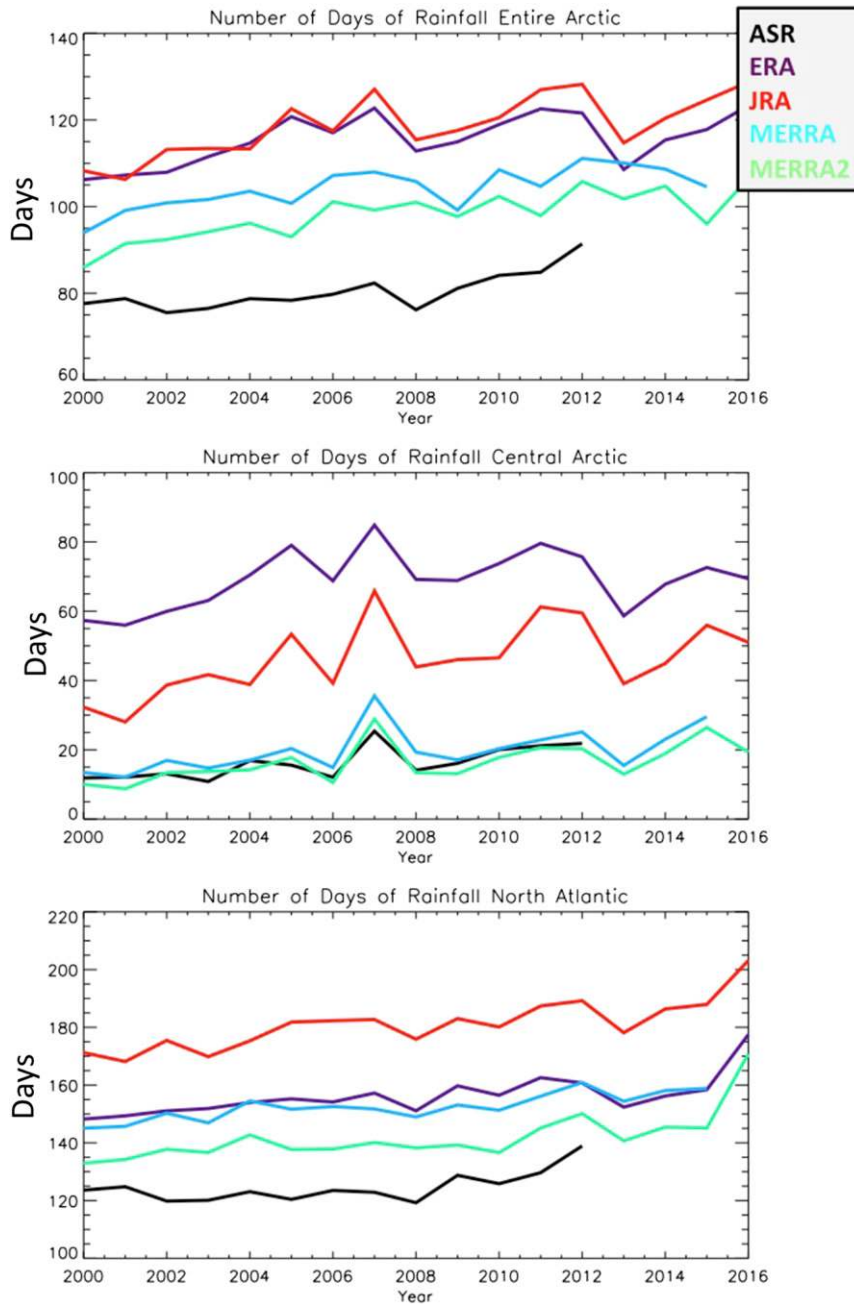 Number of Days of Rainfall Entire Arctic
ASR
ERA
JRA
MERRA
MERRA2
140
120
100
80
60
Days
2000 2002 2004 2006 2008 2010 2012 2014 2016
Year
Number of Days of Rainfall Central Arctic
100
80
60
40
20
0
Days
2000 2002 2004 2006 2008 2010 2012 2014 2016
Year
Number of Days of Rainfall North Atlantic
220
200
180
160
140
120
100
Days
2000 2002 2004 2006 2008 2010 2012 2014 2016
Year